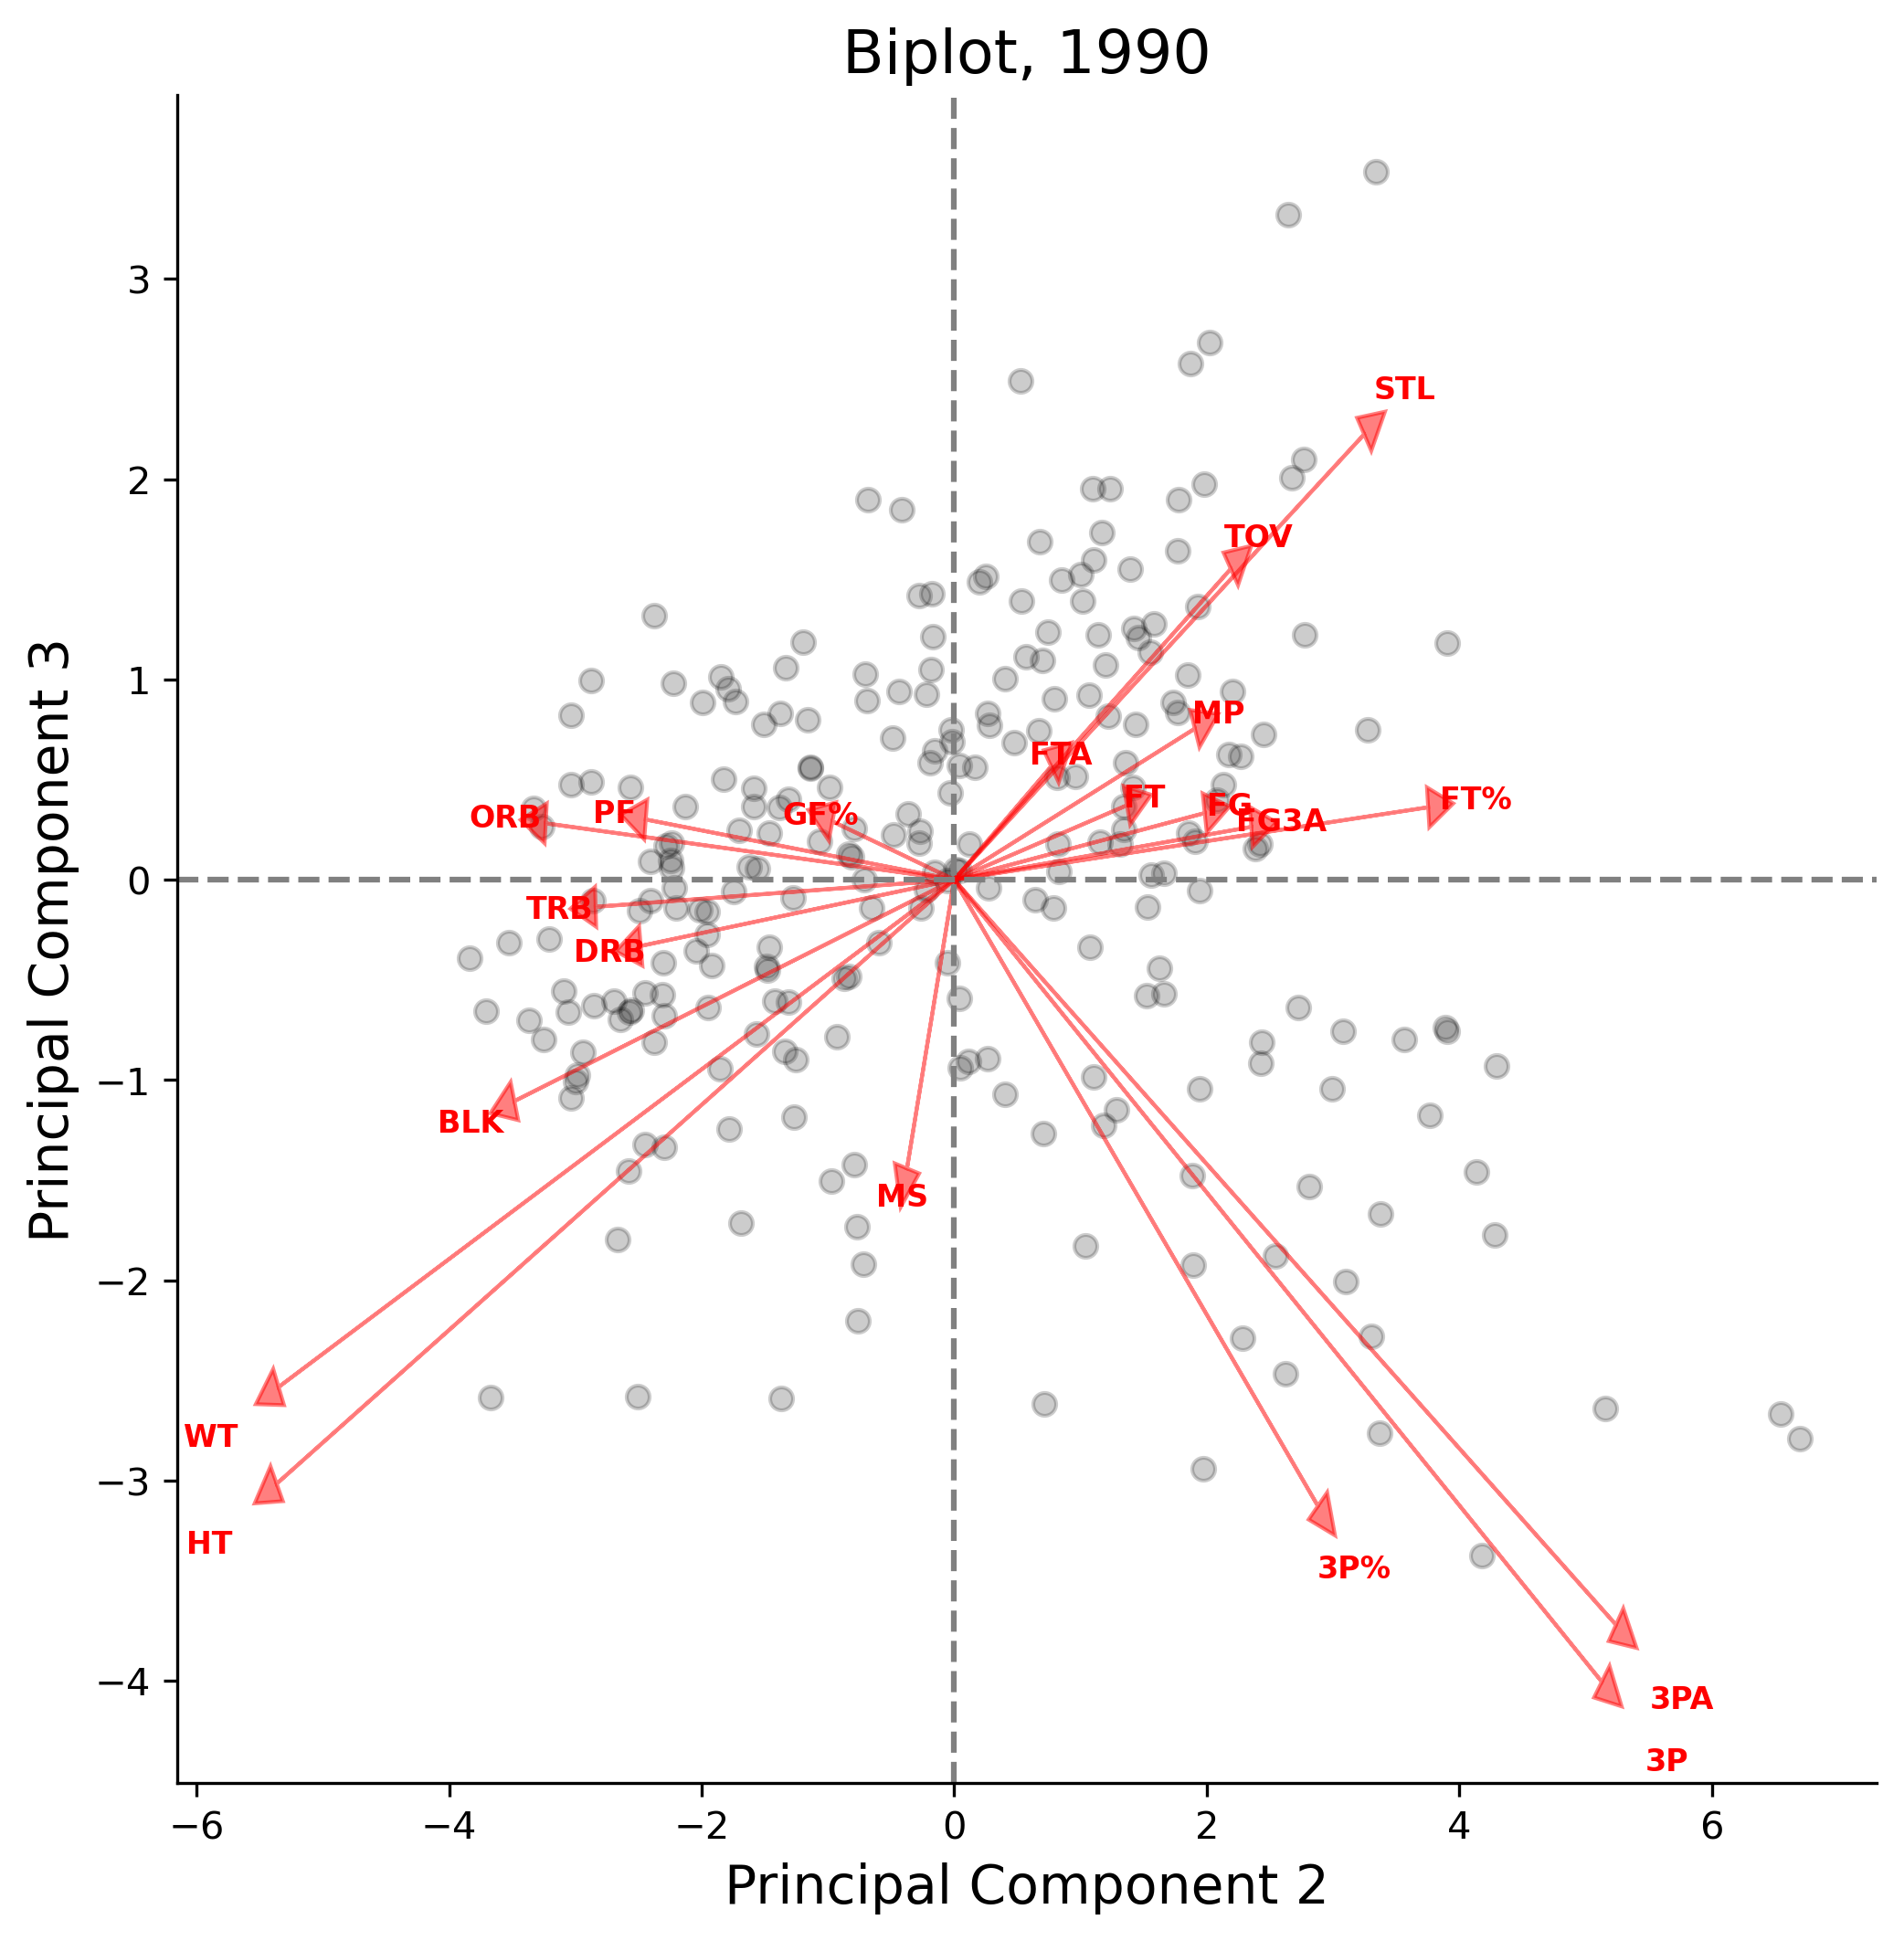 Biplot, 1990
Principal Component 3
3
2
1
0
−1
−2
−3
−4
STL
TOV
MP
FTA
FT
FG
FG3A
FT%
ORB
PF
GF%
TRB
DRB
BLK
MS
WT
HT
3P%
3PA
3P
−6
−4
−2
0
2
4
6
Principal Component 2